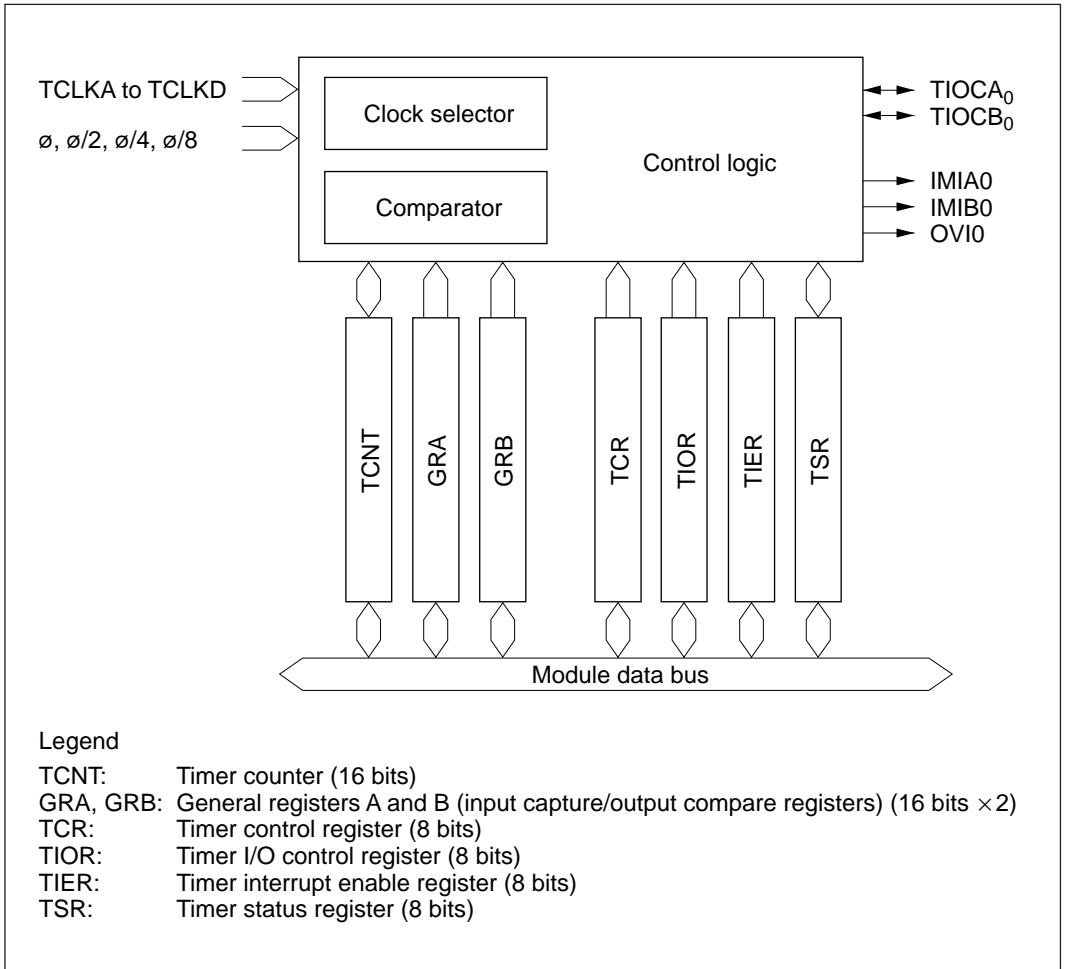 TCLKA to TCLKD
ø, ø/2, ø/4, ø/8
Clock selector
Comparator
Control logic
TIOCA0
TIOCB0
IMIA0
IMIB0
OVI0
TCNT
GRA
GRB
TCR
TIOR
TIER
TSR
Module data bus
Legend
TCNT: Timer counter (16 bits)
GRA, GRB: General registers A and B (input capture/output compare registers) (16 bits ×2)
TCR: Timer control register (8 bits)
TIOR: Timer I/O control register (8 bits)
TIER: Timer interrupt enable register (8 bits)
TSR: Timer status register (8 bits)